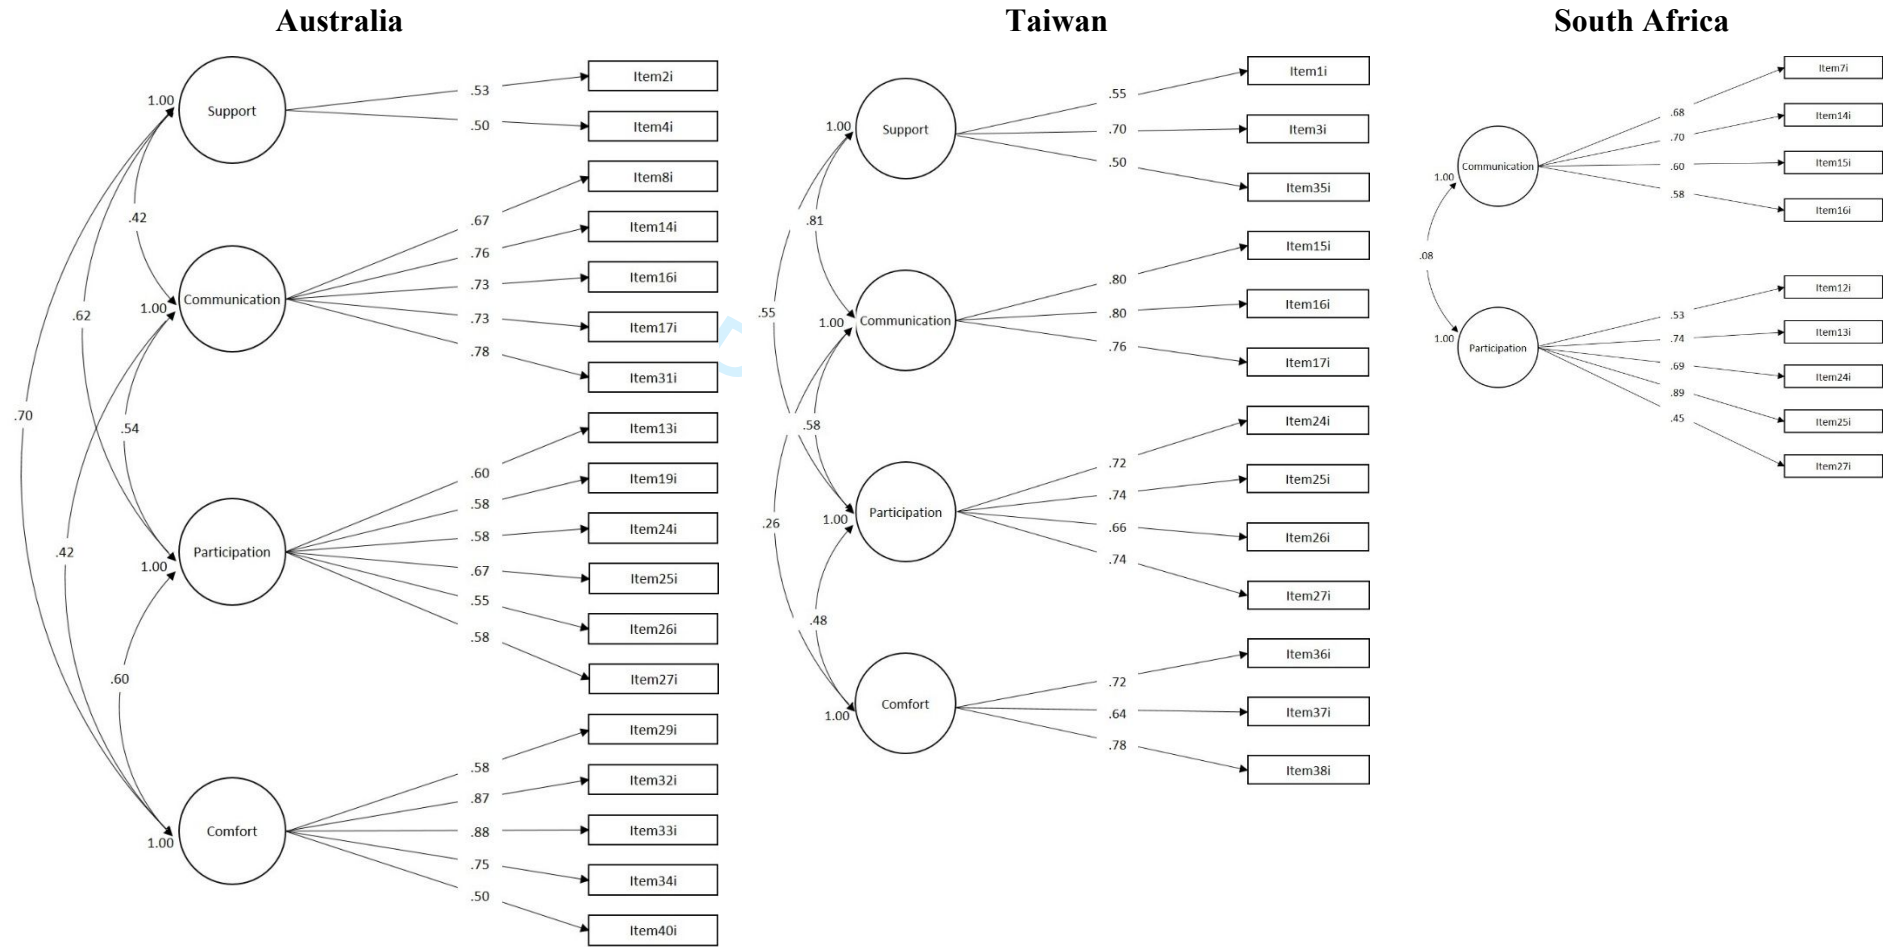 Australia
1.00
Support
.53
Item2i
.50
Item4i
.42
.67
Item8i
.76
Item14i
1.00
Communication
.73
Item16i
.73
Item17i
.78
Item31i
.62
.70
.54
.42
.60
Item13i
.58
Item19i
.58
Item24i
1.00
Participation
.67
Item25i
.55
Item26i
.58
Item27i
.60
.58
Item29i
.87
Item32i
1.00
Comfort
.88
Item33i
.75
Item34i
.50
Item40i
Taiwan
1.00
Support
.55
Item1i
.70
Item3i
.50
Item35i
.81
.55
1.00
Communication
.80
Item15i
.80
Item16i
.76
Item17i
.58
.26
1.00
Participation
.72
Item24i
.74
Item25i
.66
Item26i
.74
Item27i
.48
1.00
Comfort
.72
Item36i
.64
Item37i
.78
Item38i
South Africa
1.00
Communication
.68
Item7i
.70
Item14i
.60
Item15i
.58
Item16i
.08
1.00
Participation
.53
Item12i
.74
Item13i
.69
Item24i
.89
Item25i
.45
Item27i